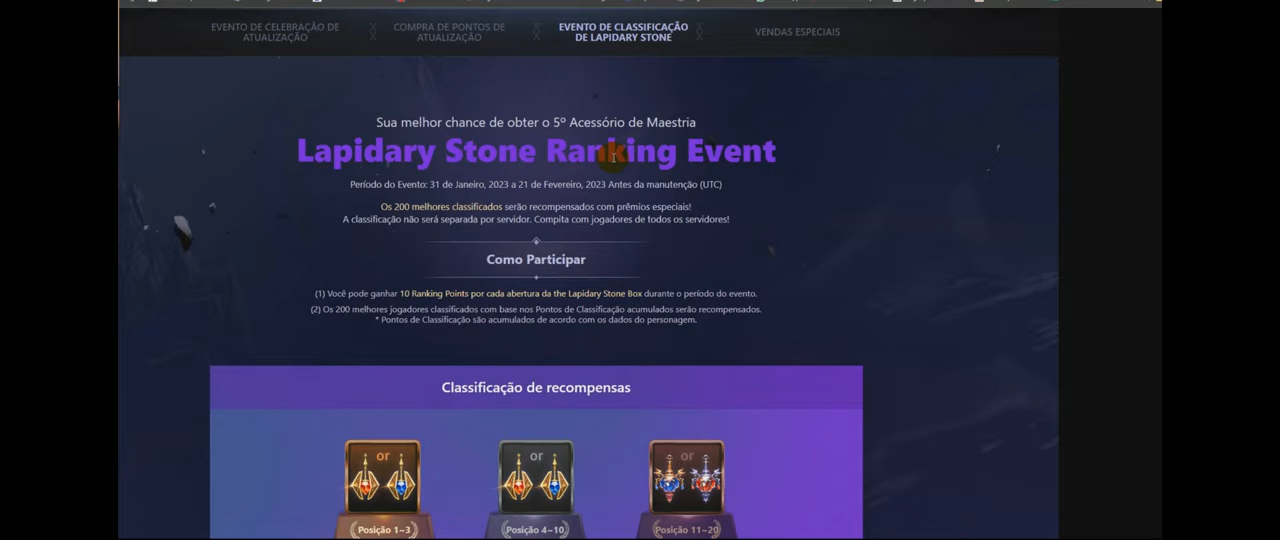 EVENTO DE CELEBRAÇÃO DE
ATUALIZAÇÃO
COMPRA DE PONTOS DE
ATUALIZAÇÃO
EVENTO DE CLASSIFICAÇÃO
DE LAPIDARY STONE
VENDAS ESPECIAIS
Sua melhor chance de obter o 5º Acessório de Maestria
Lapidary Stone Ranking Event
Período do Evento: 31 de Janeiro, 2023 a 21 de Fevereiro, 2023 Antes da manutenção (UTC)
Os 200 melhores classificados serão recompensados com prêmios especiais!
A classificação não será separada por servidor. Compita com jogadores de todos os servidores!
Como Participar
(1) Você pode ganhar 10 Ranking Points por cada abertura da the Lapidary Stone Box durante o período do evento.
(2) Os 200 melhores jogadores classificados com base nos Pontos de Classificação acumulados serão recompensados.
* Pontos de Classificação são acumulados de acordo com os dados do personagem.
Classificação de recompensas
or or or
Posição 1~3 Posição 4~10 Posição 11~20